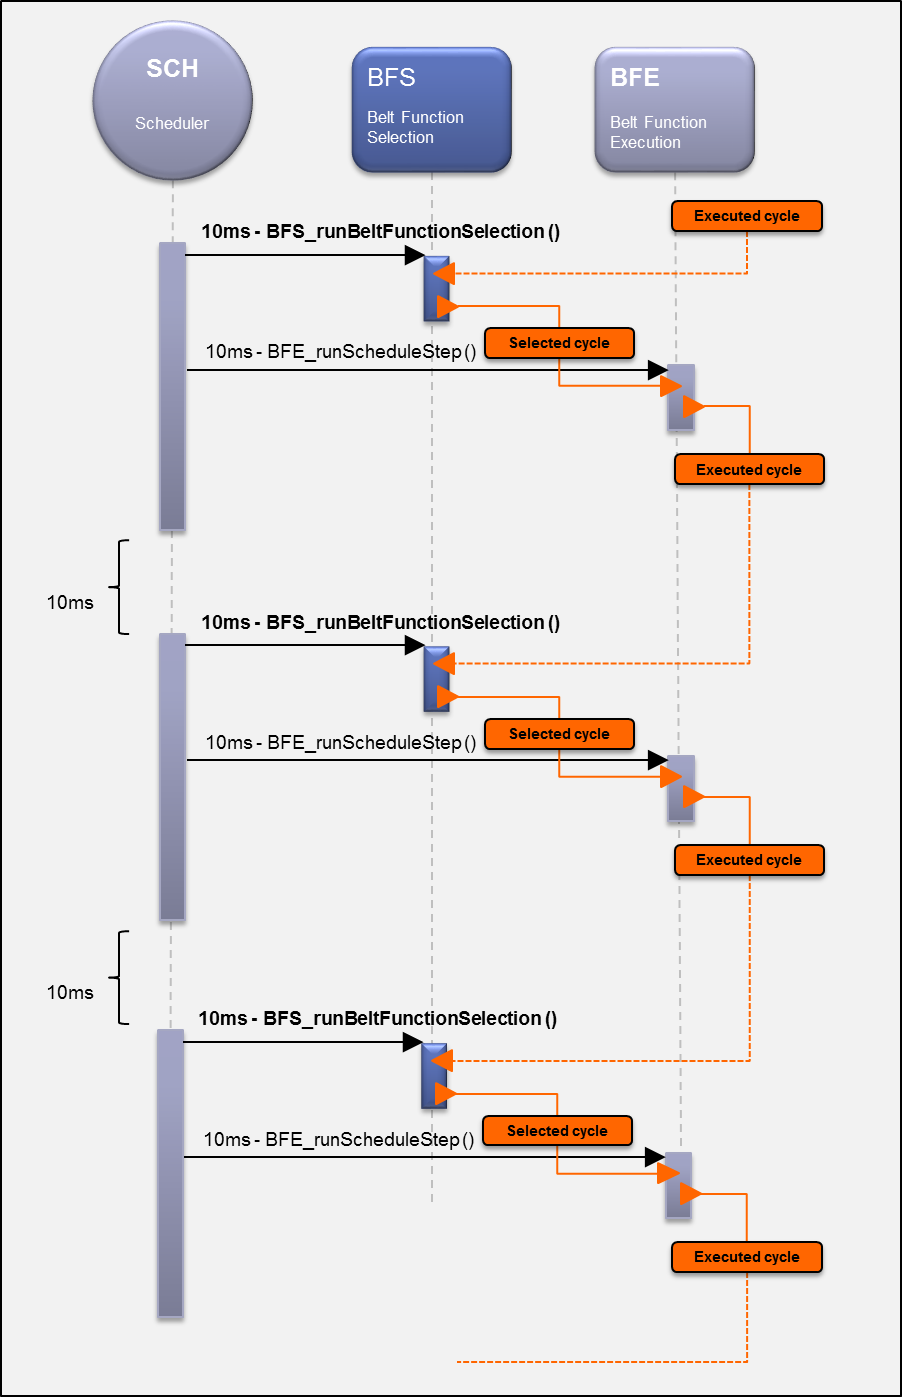 SCH
Scheduler
BFS
Belt Function
Selection
BFE
Belt Function
Execution
Executed cycle
10ms - BFS_runBeltFunctionSelection ()
Selected cycle
10ms - BFE_runScheduleStep ()
Executed cycle
10ms
10ms - BFS_runBeltFunctionSelection ()
Selected cycle
10ms - BFE_runScheduleStep ()
Executed cycle
10ms
10ms - BFS_runBeltFunctionSelection ()
Selected cycle
10ms - BFE_runScheduleStep ()
Executed cycle